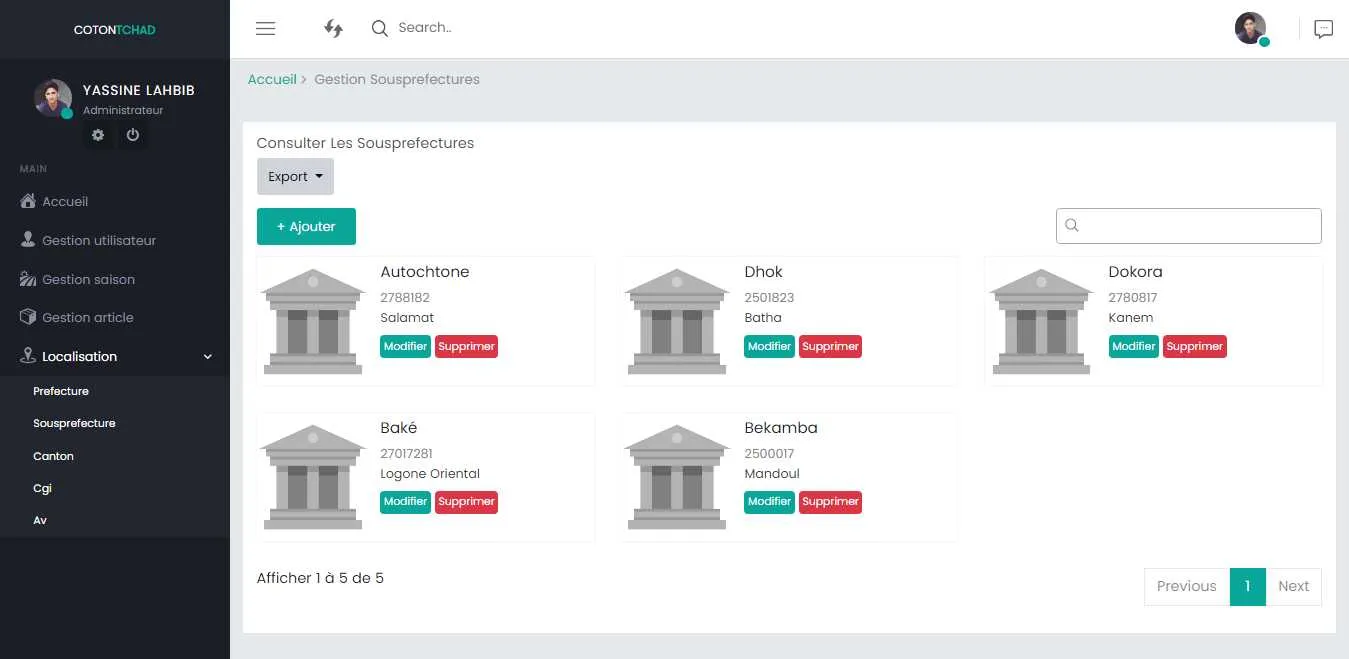 COTONTCHAD
Search..
YASSINE LAHBIB
Administrateur
MAIN
Accueil
Gestion utilisateur
Gestion saison
Gestion article
Localisation
Prefecture
Sousprefecture
Canton
Cgi
Av
Accueil > Gestion Sousprefectures
Consulter Les Sousprefectures
Export
+ Ajouter
Autochtone
2788182
Salamat
Modifier Supprimer
Dhok
2501823
Batha
Modifier Supprimer
Dokora
2780817
Kanem
Modifier Supprimer
Baké
27017281
Logone Oriental
Modifier Supprimer
Bekamba
2500017
Mandoul
Modifier Supprimer
Afficher 1 à 5 de 5
Previous 1 Next